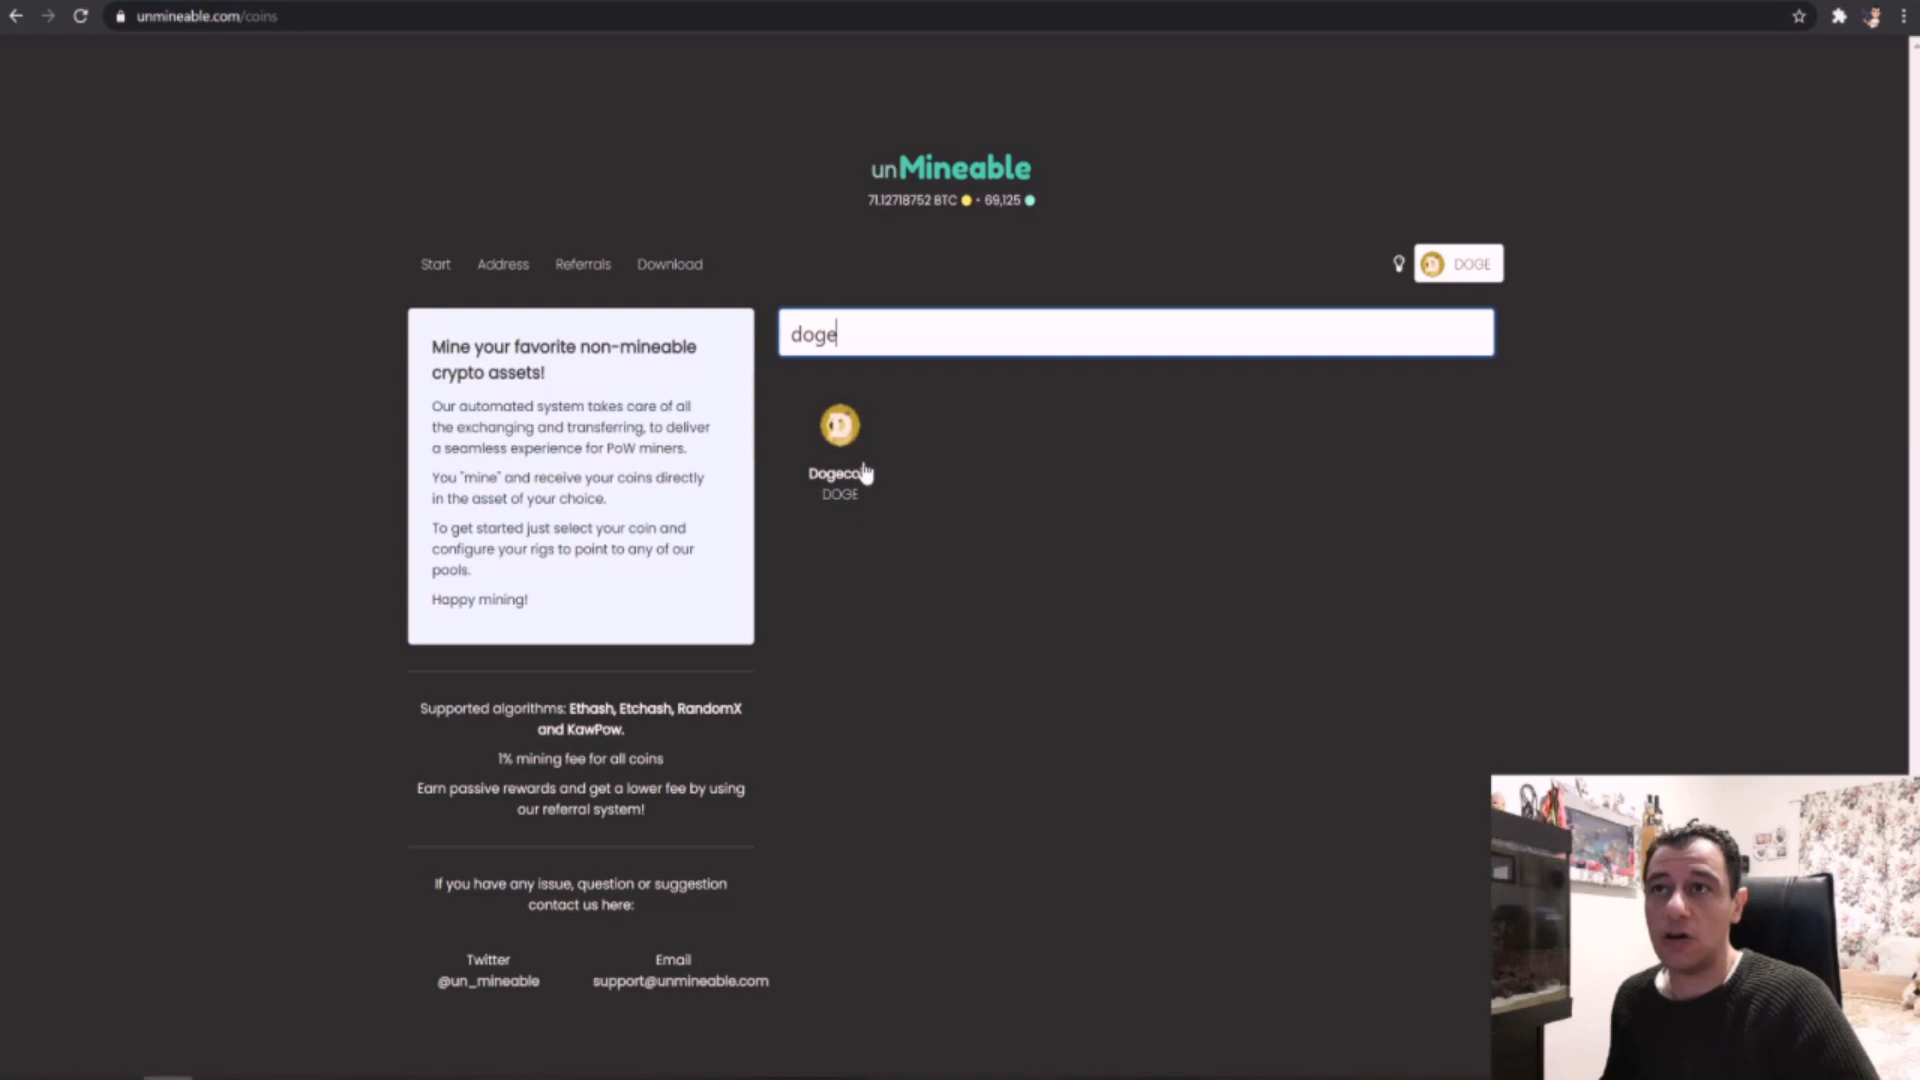 unmineable.com/coins
unMineable
71.12718752 BTC • 69,125
Start Address Referrals Download
DOGE
Mine your favorite non-mineable
crypto assets!
Our automated system takes care of all
the exchanging and transferring, to deliver
a seamless experience for PoW miners.
You "mine" and receive your coins directly
in the asset of your choice.
To get started just select your coin and
configure your rigs to point to any of our
pools.
Happy mining!
doge
DOGE
Supported algorithms: Ethash, Etchash, RandomX
and KawPow.
1% mining fee for all coins
Earn passive rewards and get a lower fee by using
our referral system!
If you have any issue, question or suggestion
contact us here:
Twitter Email
@un_mineable support@unmineable.com